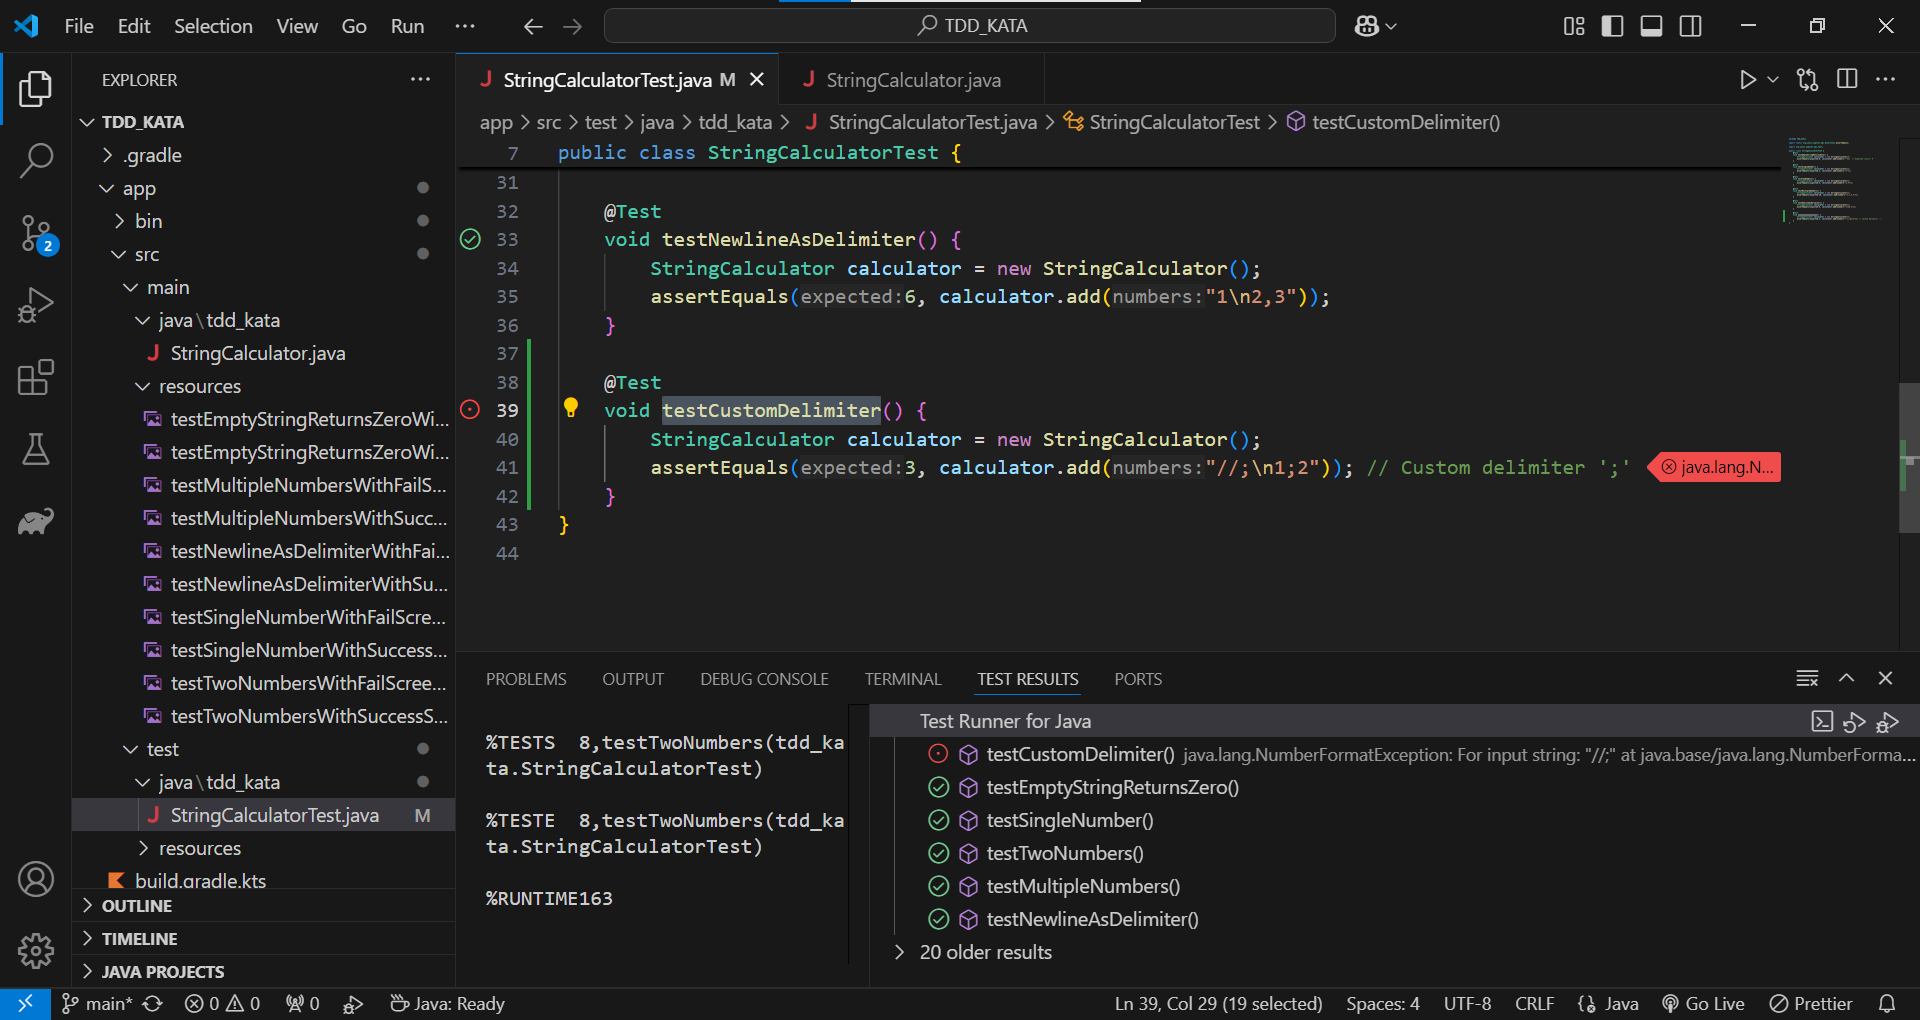 File Edit Selection View Go Run ··· TDD_KATA
EXPLORER ···
TDD_KATA
.gradle
app
bin
src
main
java\tdd_kata
StringCalculator.java
resources
testEmptyStringReturnsZeroWi...
testEmptyStringReturnsZeroWi...
testMultipleNumbersWithFailS...
testMultipleNumbersWithSucc...
testNewlineAsDelimiterWithFai...
testNewlineAsDelimiterWithSu...
testSingleNumberWithFailScre...
testSingleNumberWithSuccess...
testTwoNumbersWithFailScree...
testTwoNumbersWithSuccessS...
test
java\tdd_kata
StringCalculatorTest.java M
resources
build.gradle.kts
OUTLINE
TIMELINE
JAVA PROJECTS
2
StringCalculatorTest.java M StringCalculator.java
app > src > test > java > tdd_kata > StringCalculatorTest.java > StringCalculatorTest > testCustomDelimiter()
7 public class StringCalculatorTest {
31
32 @Test
33 void testNewlineAsDelimiter() {
34 StringCalculator calculator = new StringCalculator();
35 assertEquals(expected:6, calculator.add(numbers:"1\n2,3"));
36 }
37
38 @Test
39 void testCustomDelimiter() {
40 StringCalculator calculator = new StringCalculator();
41 assertEquals(expected:3, calculator.add(numbers:"//;\n1;2")); // Custom delimiter ';' java.lang.N...
42 }
43 }
44
PROBLEMS OUTPUT DEBUG CONSOLE TERMINAL TEST RESULTS PORTS
%TESTS 8,testTwoNumbers(tdd_ka
ta.StringCalculatorTest)
%TESTE 8,testTwoNumbers(tdd_ka
ta.StringCalculatorTest)
%RUNTIME163
Test Runner for Java
testCustomDelimiter() java.lang.NumberFormatException: For input string: "//;" at java.base/java.lang.NumberForma...
testEmptyStringReturnsZero()
testSingleNumber()
testTwoNumbers()
testMultipleNumbers()
testNewlineAsDelimiter()
20 older results
main* 0 0 0 Java: Ready Ln 39, Col 29 (19 selected) Spaces: 4 UTF-8 CRLF Java Go Live Prettier